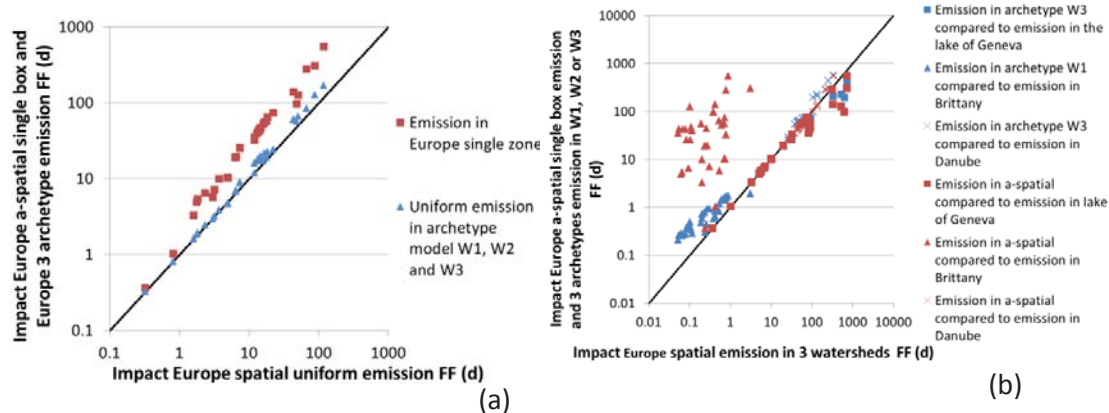 Impact Europe a-spatial single box and
Europe 3 archetype emission FF (d)
1000
100
10
1
0.1
0.1
1
10
100
1000
Impact Europe spatial uniform emission FF (d)
Emission in
Europe single zone
Uniform emission
in archetype
model W1, W2
and W3
(a)
Impact Europe a-spatial single box emission
and 3 archetypes emission in W1, W2 or W3
FF (d)
10000
1000
100
10
1
0.1
0.01
0.01
0.1
1
10
100
1000
10000
Impact Europe spatial emission in 3 watersheds FF (d)
Emission in archetype W3
compared to emission in the
lake of Geneva
Emission in archetype W1
compared to emission in
Brittany
Emission in archetype W3
compared to emission in
Danube
Emission in a-spatial
compared to emission in lake
of Geneva
Emission in a-spatial
compared to emission in
Brittany
Emission in a-spatial
compared to emission in
Danube
(b)